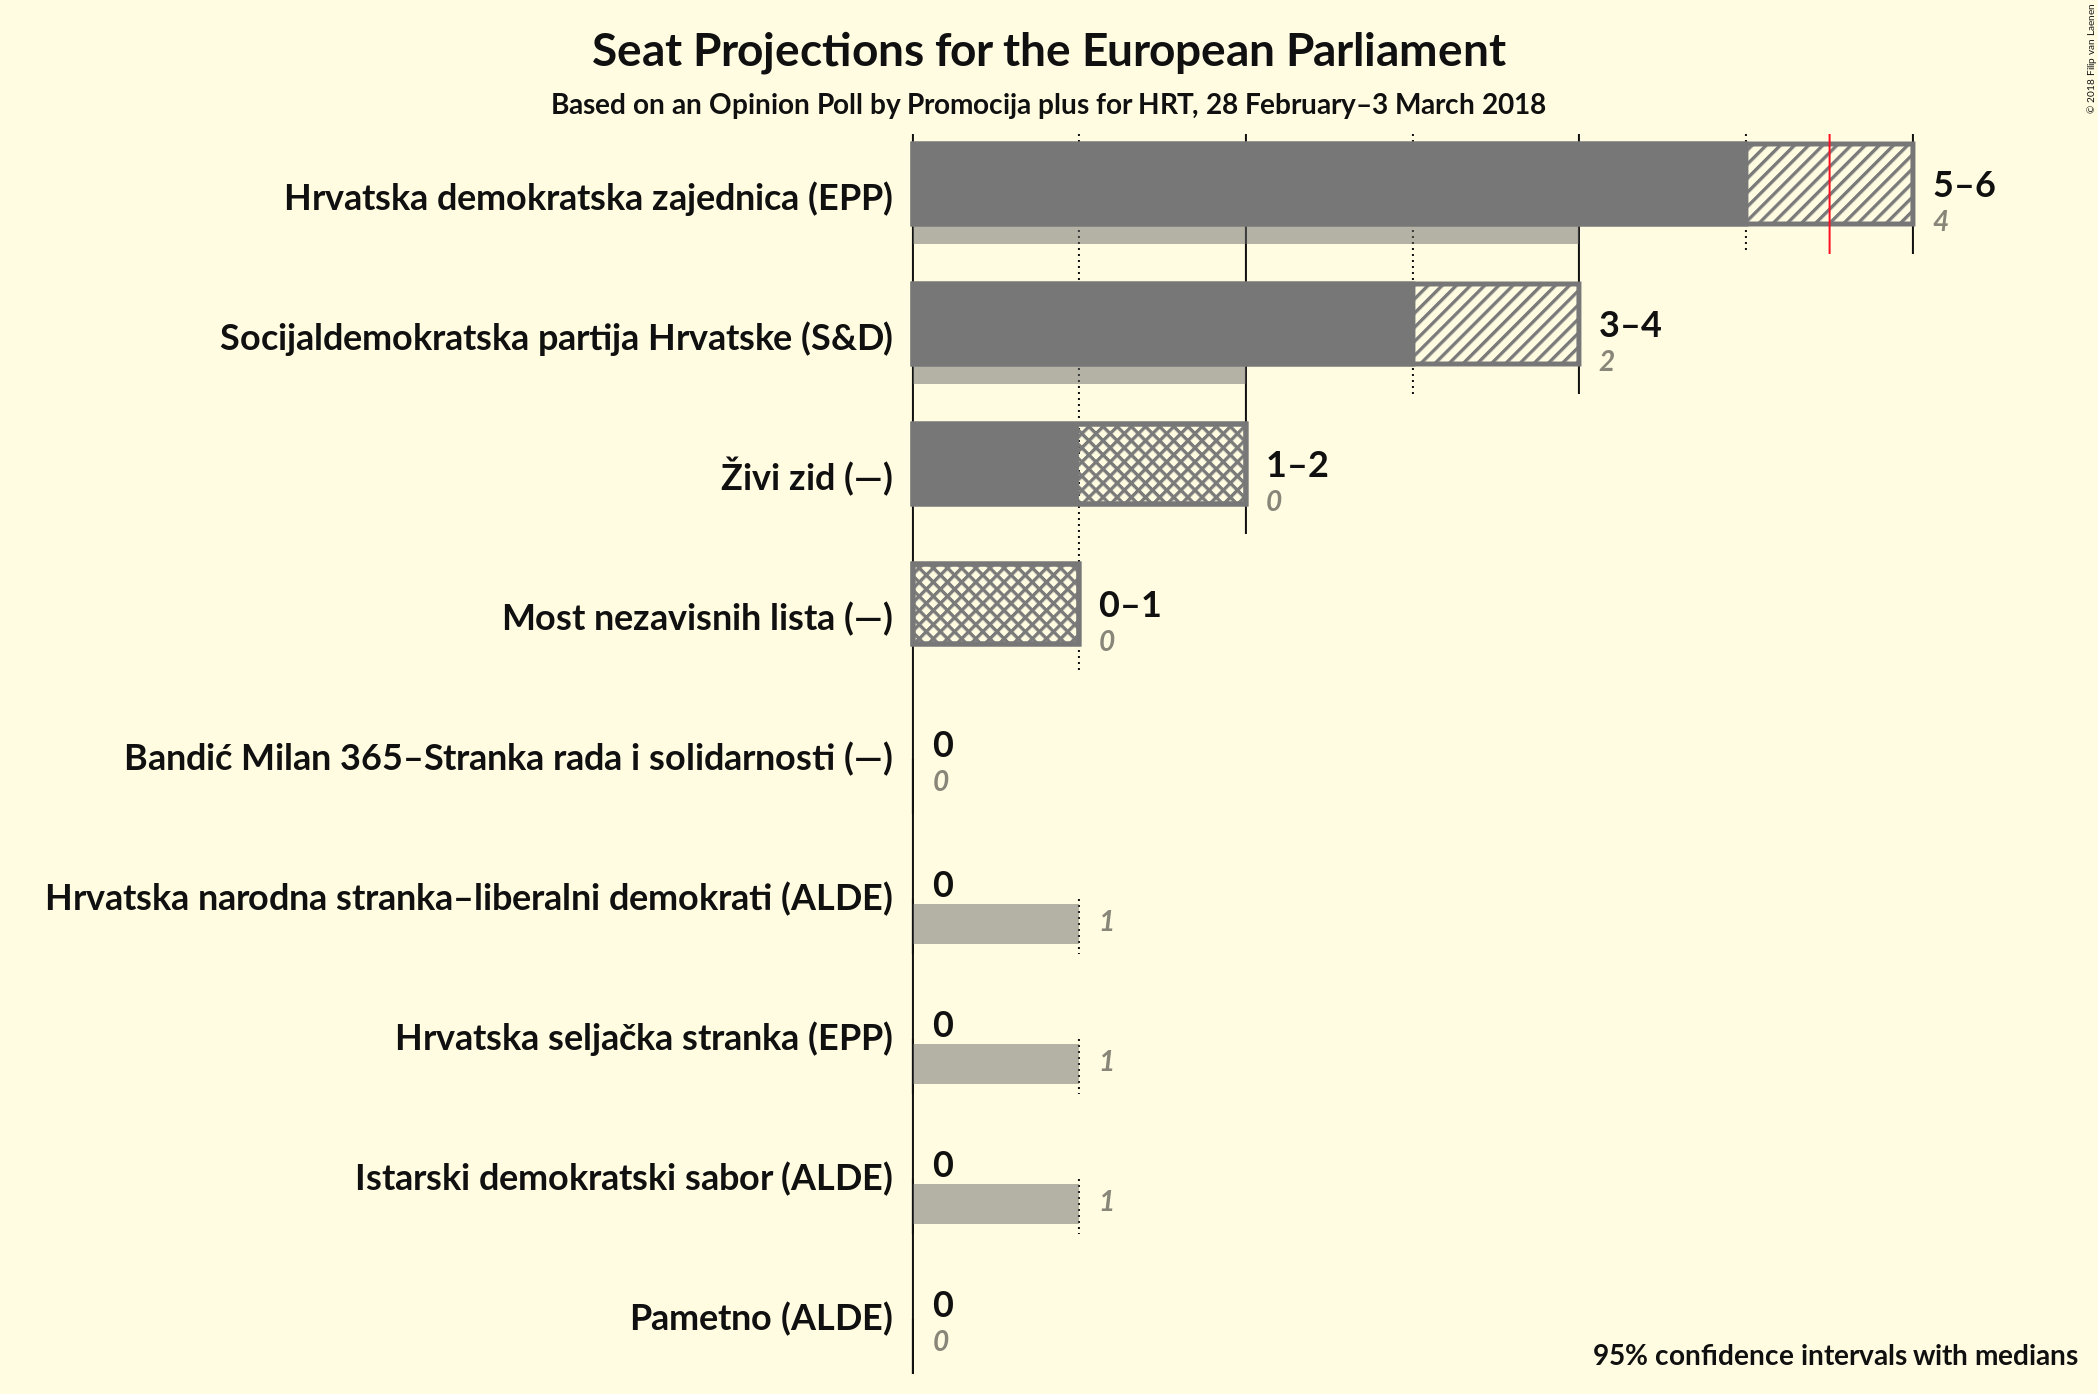 Seat Projections for the European Parliament
Based on an Opinion Poll by Promocija plus for HRT, 28 February–3 March 2018
© 2018 Filip van Laenen
Hrvatska demokratska zajednica (EPP)
5–6
4
Socijaldemokratska partija Hrvatske (S&D)
3–4
2
Živi zid (—)
1–2
0
Most nezavisnih lista (—)
0–1
0
Bandić Milan 365–Stranka rada i solidarnosti (—)
0
0
Hrvatska narodna stranka–liberalni demokrati (ALDE)
0
1
Hrvatska seljačka stranka (EPP)
0
1
Istarski demokratski sabor (ALDE)
0
1
Pametno (ALDE)
0
0
95% confidence intervals with medians